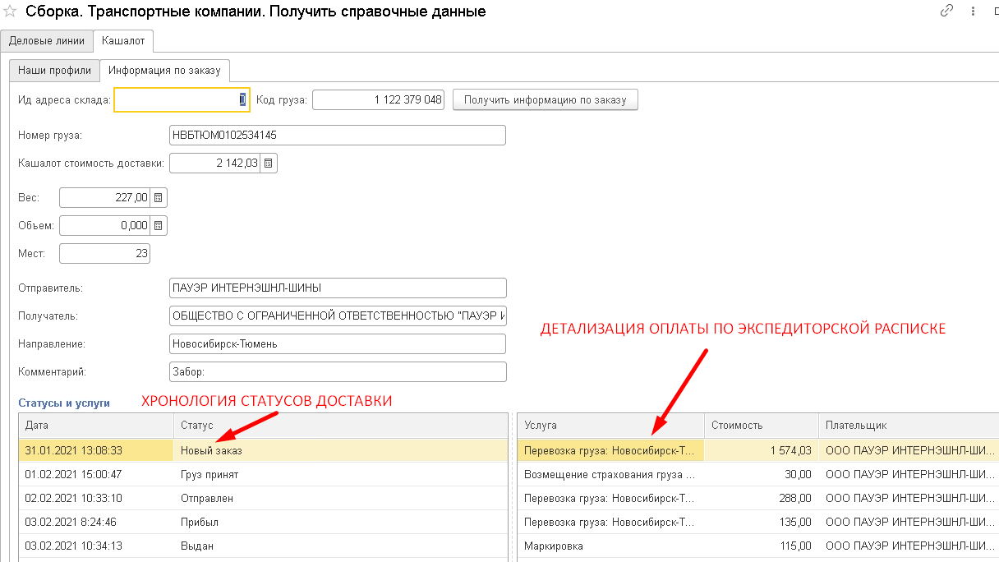 Сборка. Транспортные компании. Получить справочные данные
Деловые линии Кашалот
Наши профили Информация по заказу
Ид адреса склада: Код груза: 1 122 379 048 Получить информацию по заказу
Номер груза: НВБТЮМ0102534145
Кашалот стоимость доставки: 2 142,03
Вес: 227,00
Объем: 0,000
Мест: 23
Отправитель: ПАУЭР ИНТЕРНЭШНЛ-ШИНЫ
Получатель: ОБЩЕСТВО С ОГРАНИЧЕННОЙ ОТВЕТСТВЕННОСТЬЮ "ПАУЭР И
ДЕТАЛИЗАЦИЯ ОПЛАТЫ ПО ЭКСПЕДИТОРСКОЙ РАСПИСКЕ
Направление: Новосибирск-Тюмень
Комментарий: Забор:
Статусы и услуги
ХРОНОЛОГИЯ СТАТУСОВ ДОСТАВКИ
Дата Статус Услуга Стоимость Плательщик
31.01.2021 13:08:33 Новый заказ Перевозка груза: Новосибирск-Т... 1 574,03 ООО ПАУЭР ИНТЕРНЭШНЛ-ШИ...
01.02.2021 15:00:47 Груз принят Возмещение страхования груза ... 30,00 ООО ПАУЭР ИНТЕРНЭШНЛ-ШИ...
02.02.2021 10:33:10 Отправлен Перевозка груза: Новосибирск-Т... 288,00 ООО ПАУЭР ИНТЕРНЭШНЛ-ШИ...
03.02.2021 8:24:46 Прибыл Перевозка груза: Новосибирск-Т... 135,00 ООО ПАУЭР ИНТЕРНЭШНЛ-ШИ...
03.02.2021 10:34:13 Выдан Маркировка 115,00 ООО ПАУЭР ИНТЕРНЭШНЛ-ШИ...